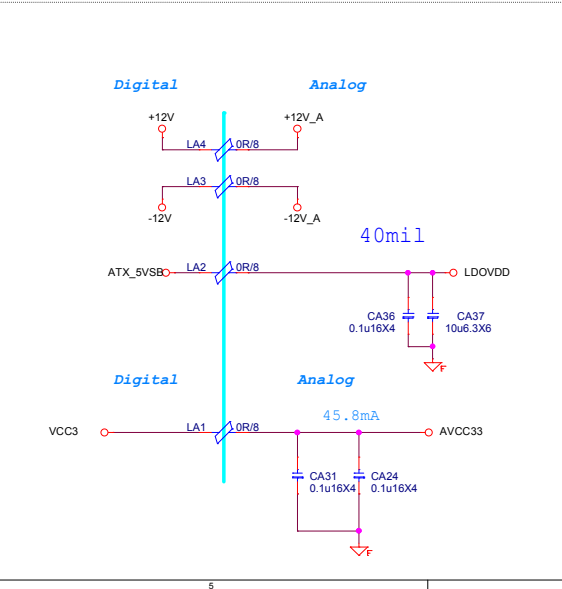 Digital Analog
+12V +12V_A
LA4 0R/8
LA3 0R/8
-12V -12V_A
40mil
ATX_5VSB LA2 0R/8 LDOVDD
CA36 CA37
0.1u16X4 10u6.3X6
F
Digital Analog
45.8mA
VCC3 LA1 0R/8 AVCC33
CA31 CA24
0.1u16X4 0.1u16X4
F
5